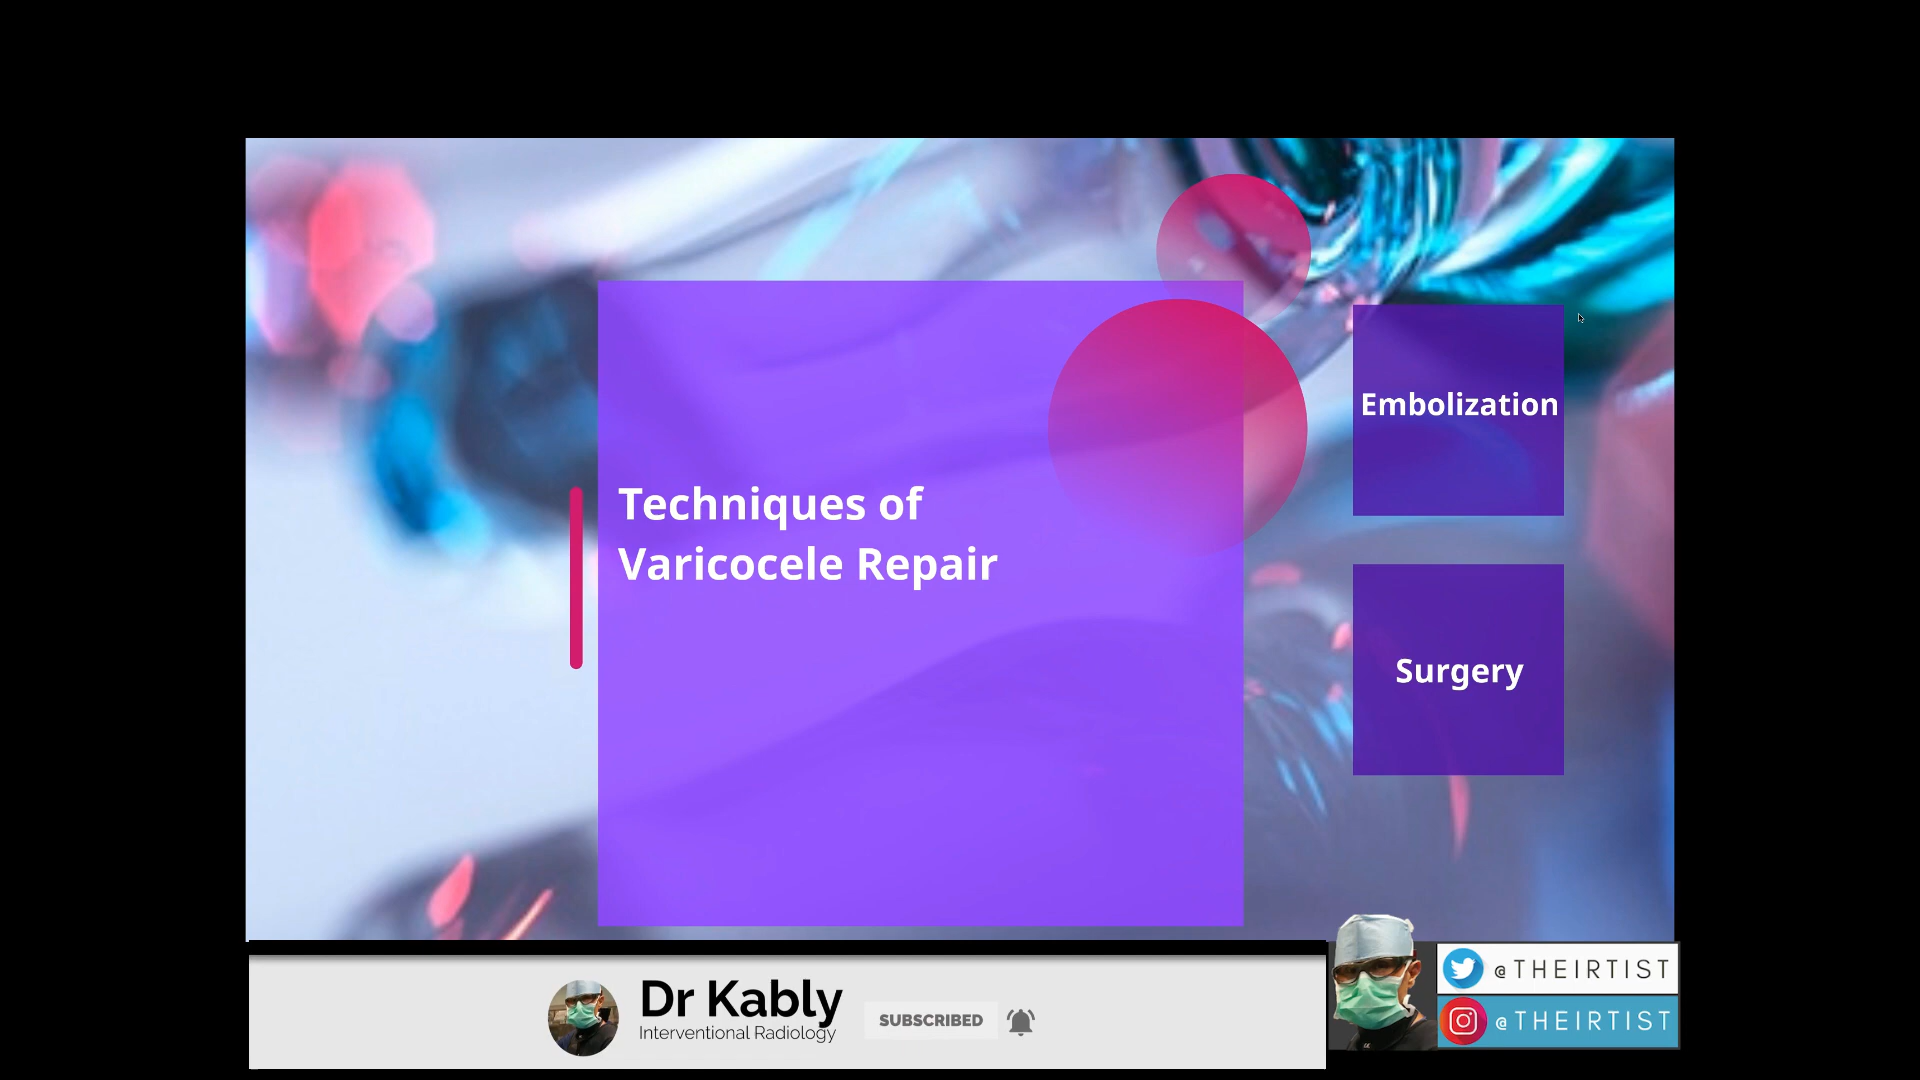 Techniques of
Varicocele Repair
Embolization
Surgery
Dr Kably
Interventional Radiology
SUBSCRIBED
@THEIRTIST
@THEIRTIST